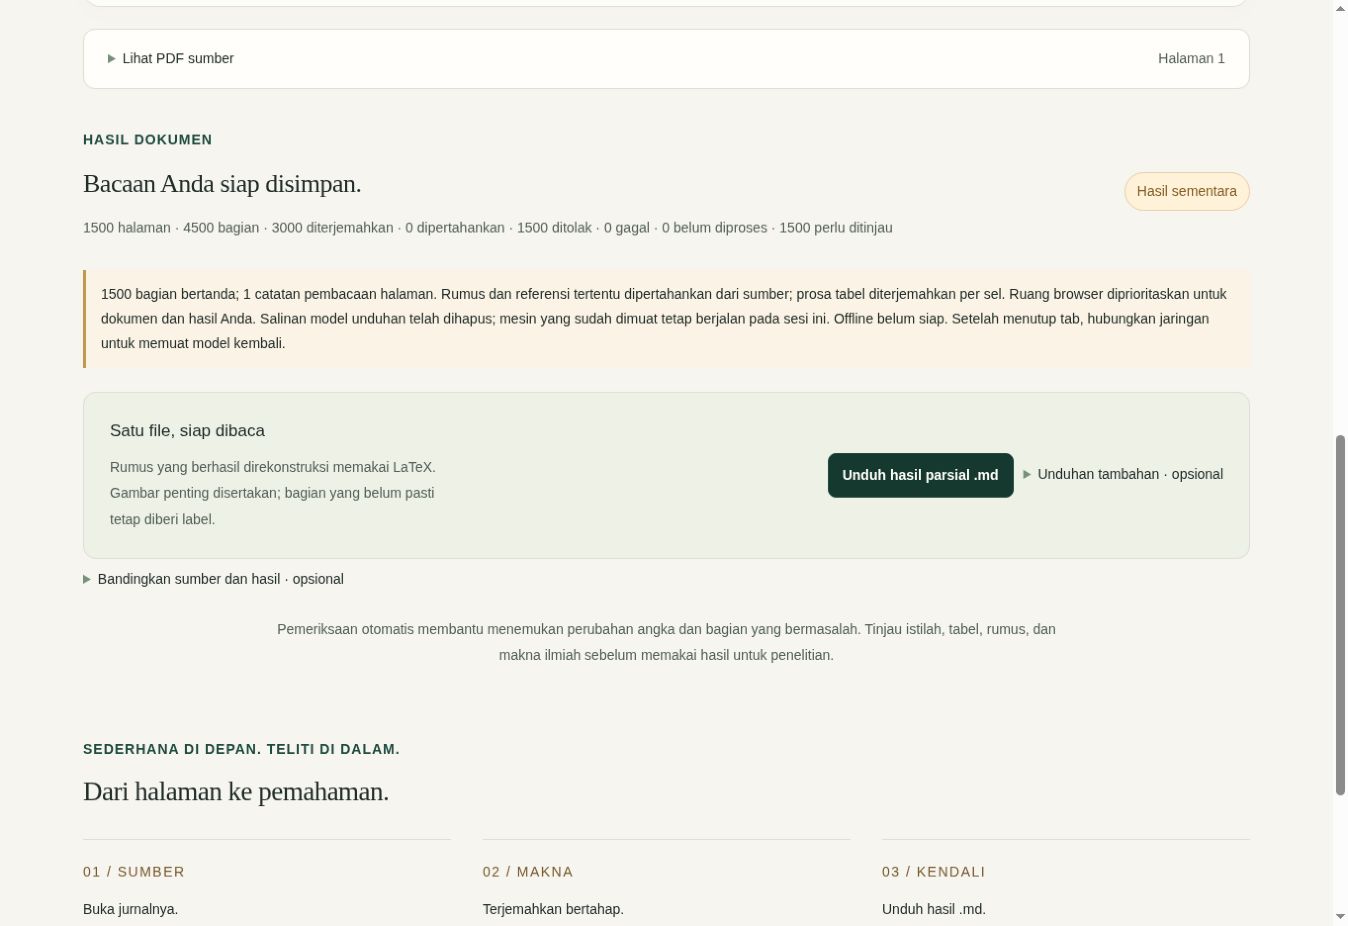 Lihat PDF sumber
Halaman 1
HASIL DOKUMEN
Bacaan Anda siap disimpan.
Hasil sementara
1500 halaman · 4500 bagian · 3000 diterjemahkan · 0 dipertahankan · 1500 ditolak · 0 gagal · 0 belum diproses · 1500 perlu ditinjau
1500 bagian bertanda; 1 catatan pembacaan halaman. Rumus dan referensi tertentu dipertahankan dari sumber; prosa tabel diterjemahkan per sel. Ruang browser diprioritaskan untuk
dokumen dan hasil Anda. Salinan model unduhan telah dihapus; mesin yang sudah dimuat tetap berjalan pada sesi ini. Offline belum siap. Setelah menutup tab, hubungkan jaringan
untuk memuat model kembali.
Satu file, siap dibaca
Rumus yang berhasil direkonstruksi memakai LaTeX.
Gambar penting disertakan; bagian yang belum pasti
tetap diberi label.
Unduh hasil parsial .md
Unduhan tambahan · opsional
Bandingkan sumber dan hasil · opsional
Pemeriksaan otomatis membantu menemukan perubahan angka dan bagian yang bermasalah. Tinjau istilah, tabel, rumus, dan
makna ilmiah sebelum memakai hasil untuk penelitian.
SEDERHANA DI DEPAN. TELITI DI DALAM.
Dari halaman ke pemahaman.
01 / SUMBER
Buka jurnalnya.
02 / MAKNA
Terjemahkan bertahap.
03 / KENDALI
Unduh hasil .md.